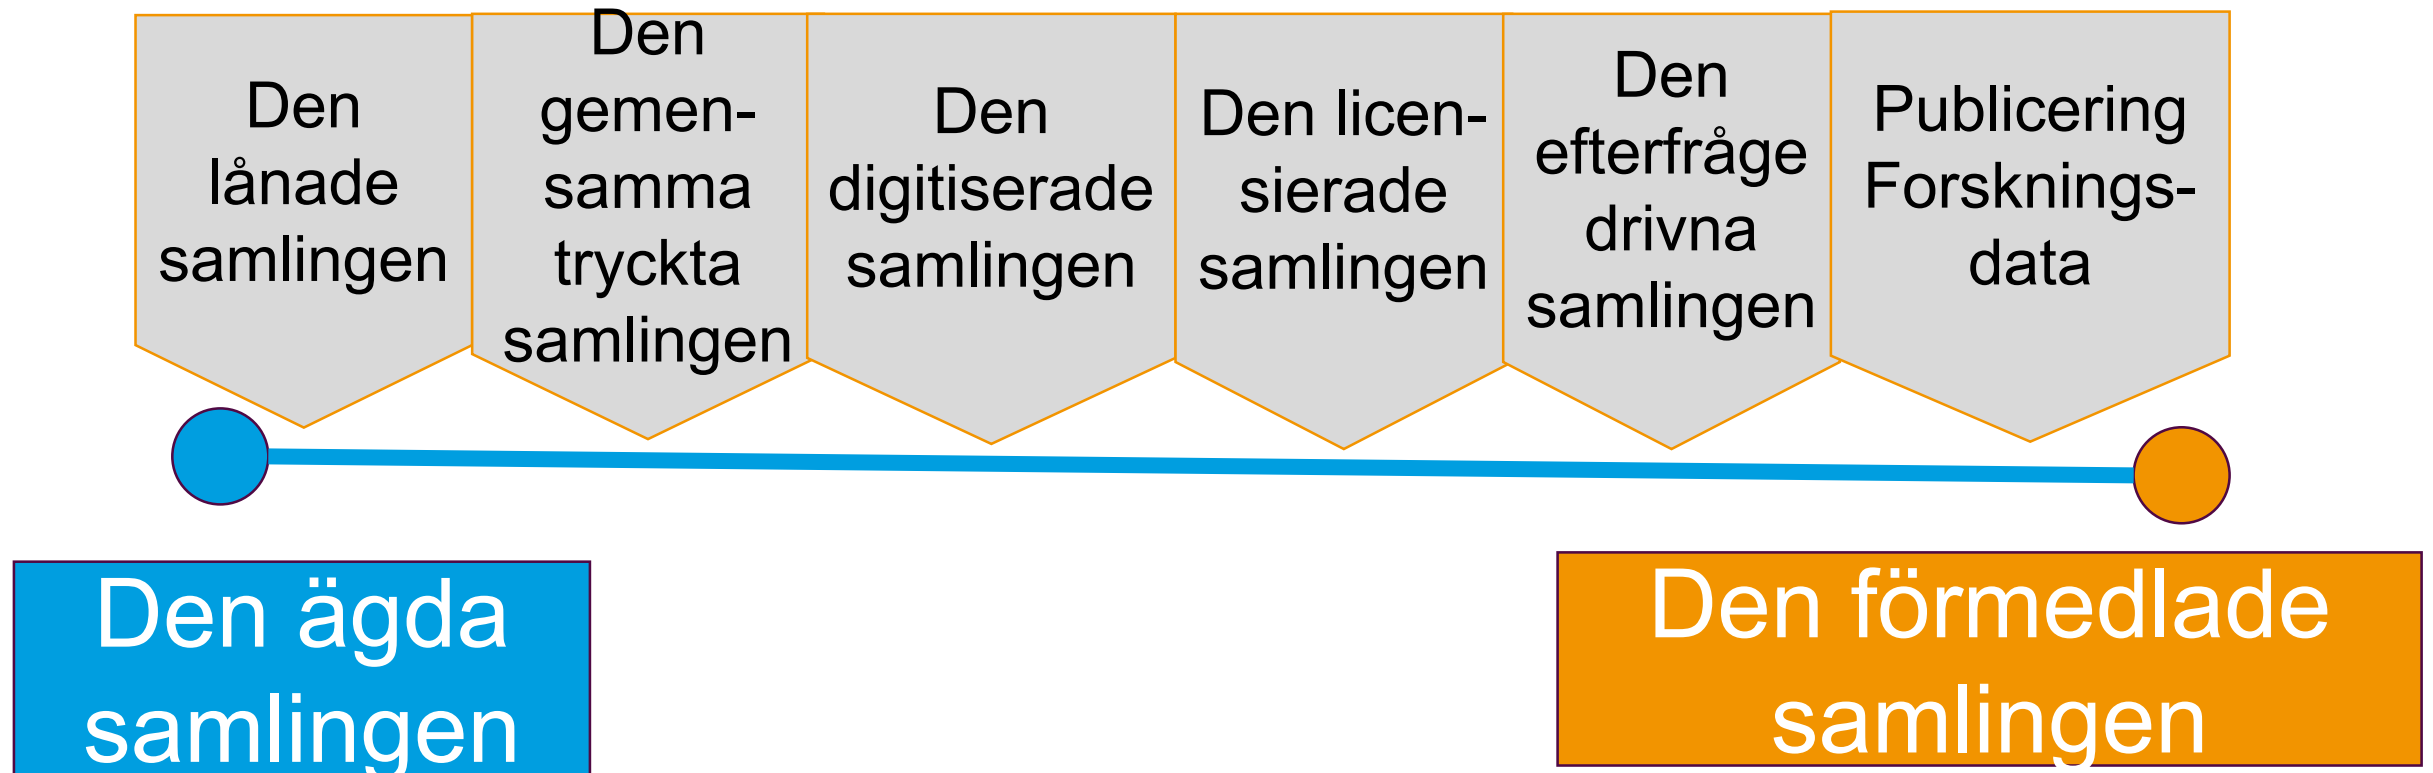 Den
lånade
samlingen
Den
gemen-
samma
tryckta
samlingen
Den
digitiserade
samlingen
Den licen-
sierade
samlingen
Den
efterfråge
drivna
samlingen
Publicering
Forsknings-
data
Den ägda
samlingen
Den förmedlade
samlingen